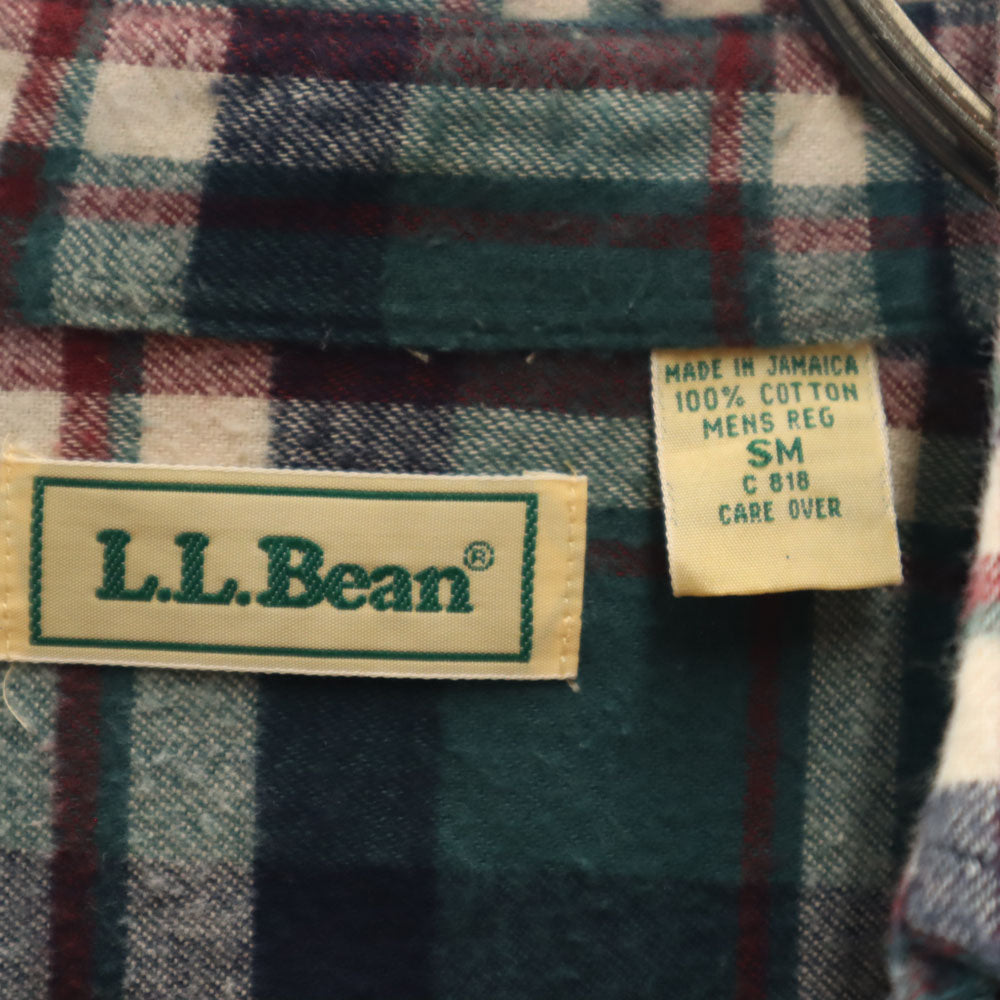 L.L.Bean®
MADE IN JAMAICA
100% COTTON
MENS REG
SM
C 818
CARE OVER